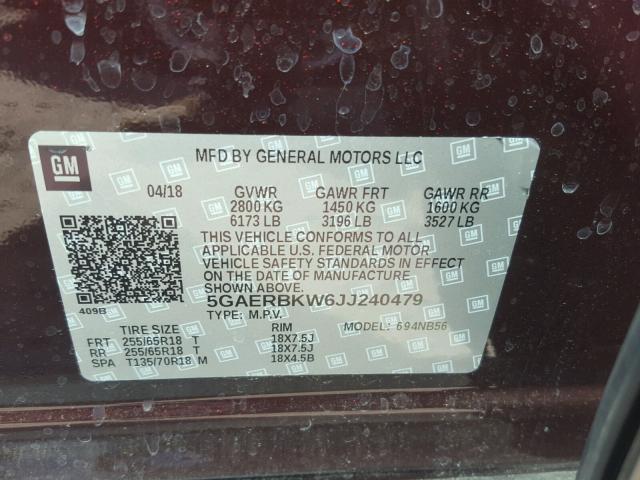 GM
MFD BY GENERAL MOTORS LLC
04/18 GVWR GAWR FRT GAWR RR
2800 KG 1450 KG 1600 KG
6173 LB 3196 LB 3527 LB
THIS VEHICLE CONFORMS TO ALL
APPLICABLE U.S. FEDERAL MOTOR
VEHICLE SAFETY STANDARDS IN EFFECT
ON THE DATE OF MANUFACTURE
SHOWN ABOVE.
5GAERBKW6JJ240479
409B
TYPE: M.P.V. MODEL: 694NB56
TIRE SIZE RIM
FRT 255/65R18 T 18X7.5J
RR 255/65R18 T 18X7.5J
SPA T135/70R18 M 18X4.5B